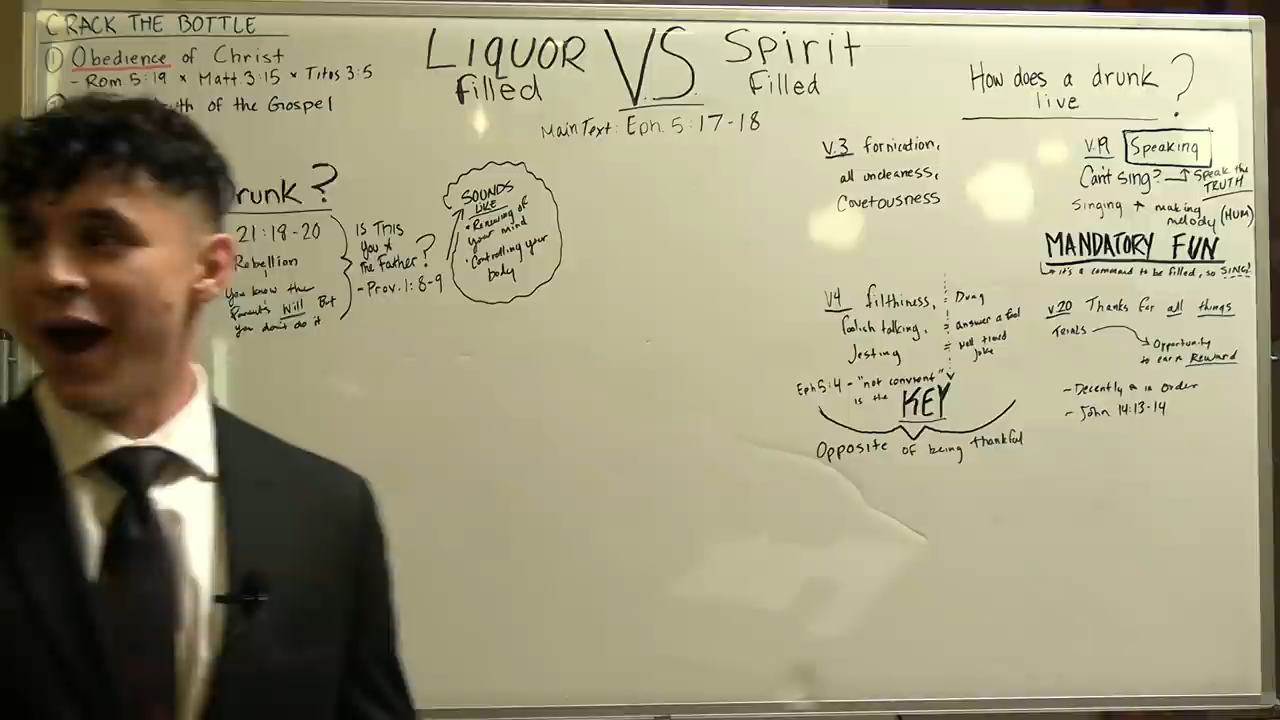 CRACK THE BOTTLE
① Obedience of Christ
- Rom 5:19 × Matt 3:15 × Titos 3:5
of the Gospel
LIQUOR VS Spirit
filled Filled
Main Text: Eph. 5:17-18
runk?
21:18-20
Rebellion
You know the
Parents Will But
you don't do it
IS THIS
you &
the Father?
- Prov. 1: 8-9
SOUNDS
LIKE
• Renewing of
your mind
• Controlling your
body
V.3 fornication,
all uncleaness,
Covetousness
V4 filthiness, = Dung
foolish talking, = answer a fool
Jesting = well timed
joke
Eph 5:4 - "not convient"
is the KEY
Opposite of being thankful
How does a drunk
live ?
V.19 Speaking
Can't sing? → Speak the
TRUTH
Singing + making
melody (HUM)
MANDATORY FUN
it's a command to be filled, so SING!
V.20 Thanks for all things
TRIALS → Opportunity
to earn Reward
- Decently & in Order
- John 14:13-14